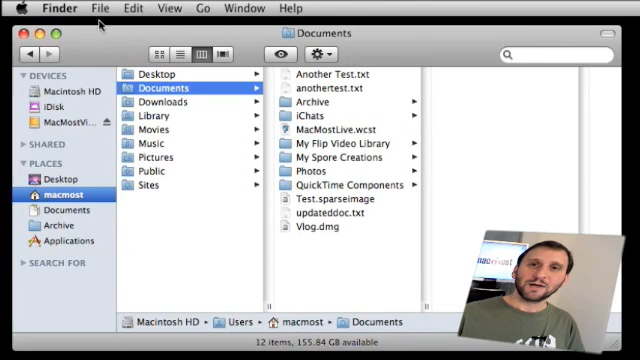 Finder File Edit View Go Window Help
Documents
DEVICES
Macintosh HD
iDisk
MacMostVi...
SHARED
PLACES
Desktop
macmost
Documents
Archive
Applications
SEARCH FOR
Desktop
Documents
Downloads
Library
Movies
Music
Pictures
Public
Sites
Another Test.txt
anothertest.txt
Archive
iChats
MacMostLive.wcst
My Flip Video Library
My Spore Creations
Photos
QuickTime Components
Test.sparseimage
updateddoc.txt
Vlog.dmg
Macintosh HD Users macmost Documents
12 items, 155.84 GB available